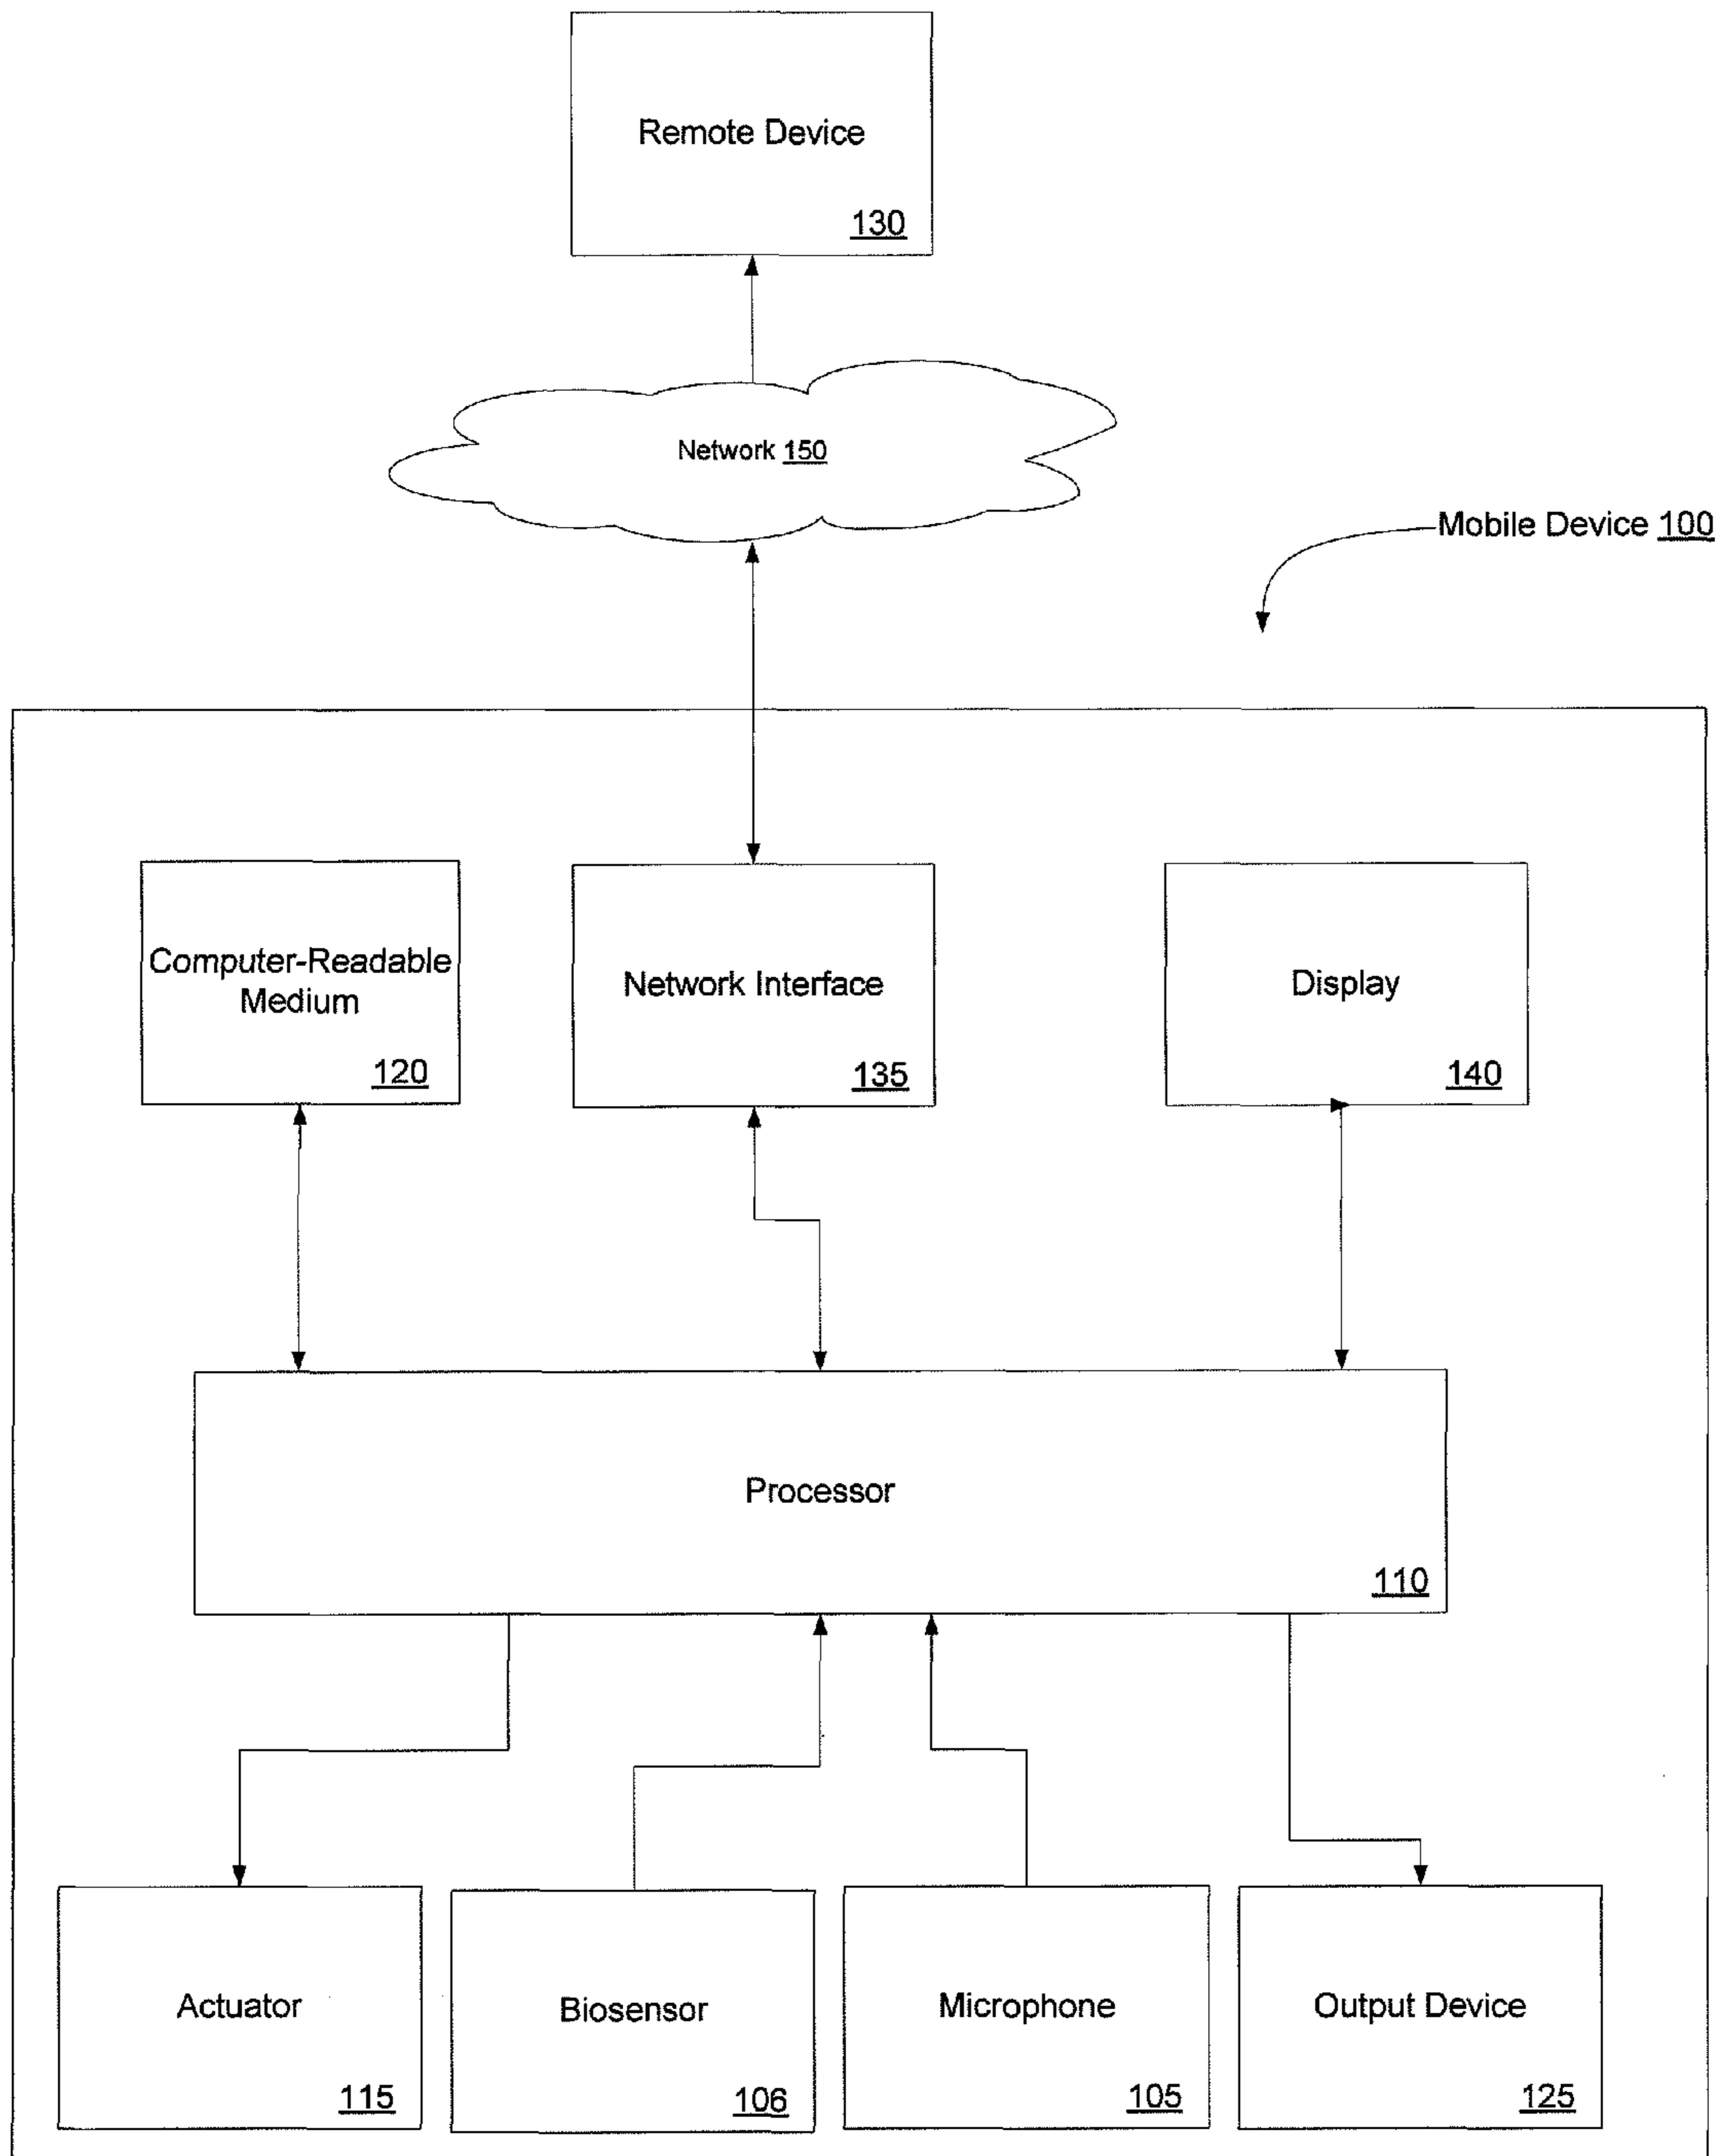 Remote Device
130
Network 150
Mobile Device 100
Computer-Readable
Medium
120
Network Interface
135
Display
140
Processor
110
Actuator
115
Biosensor
106
Microphone
105
Output Device
125